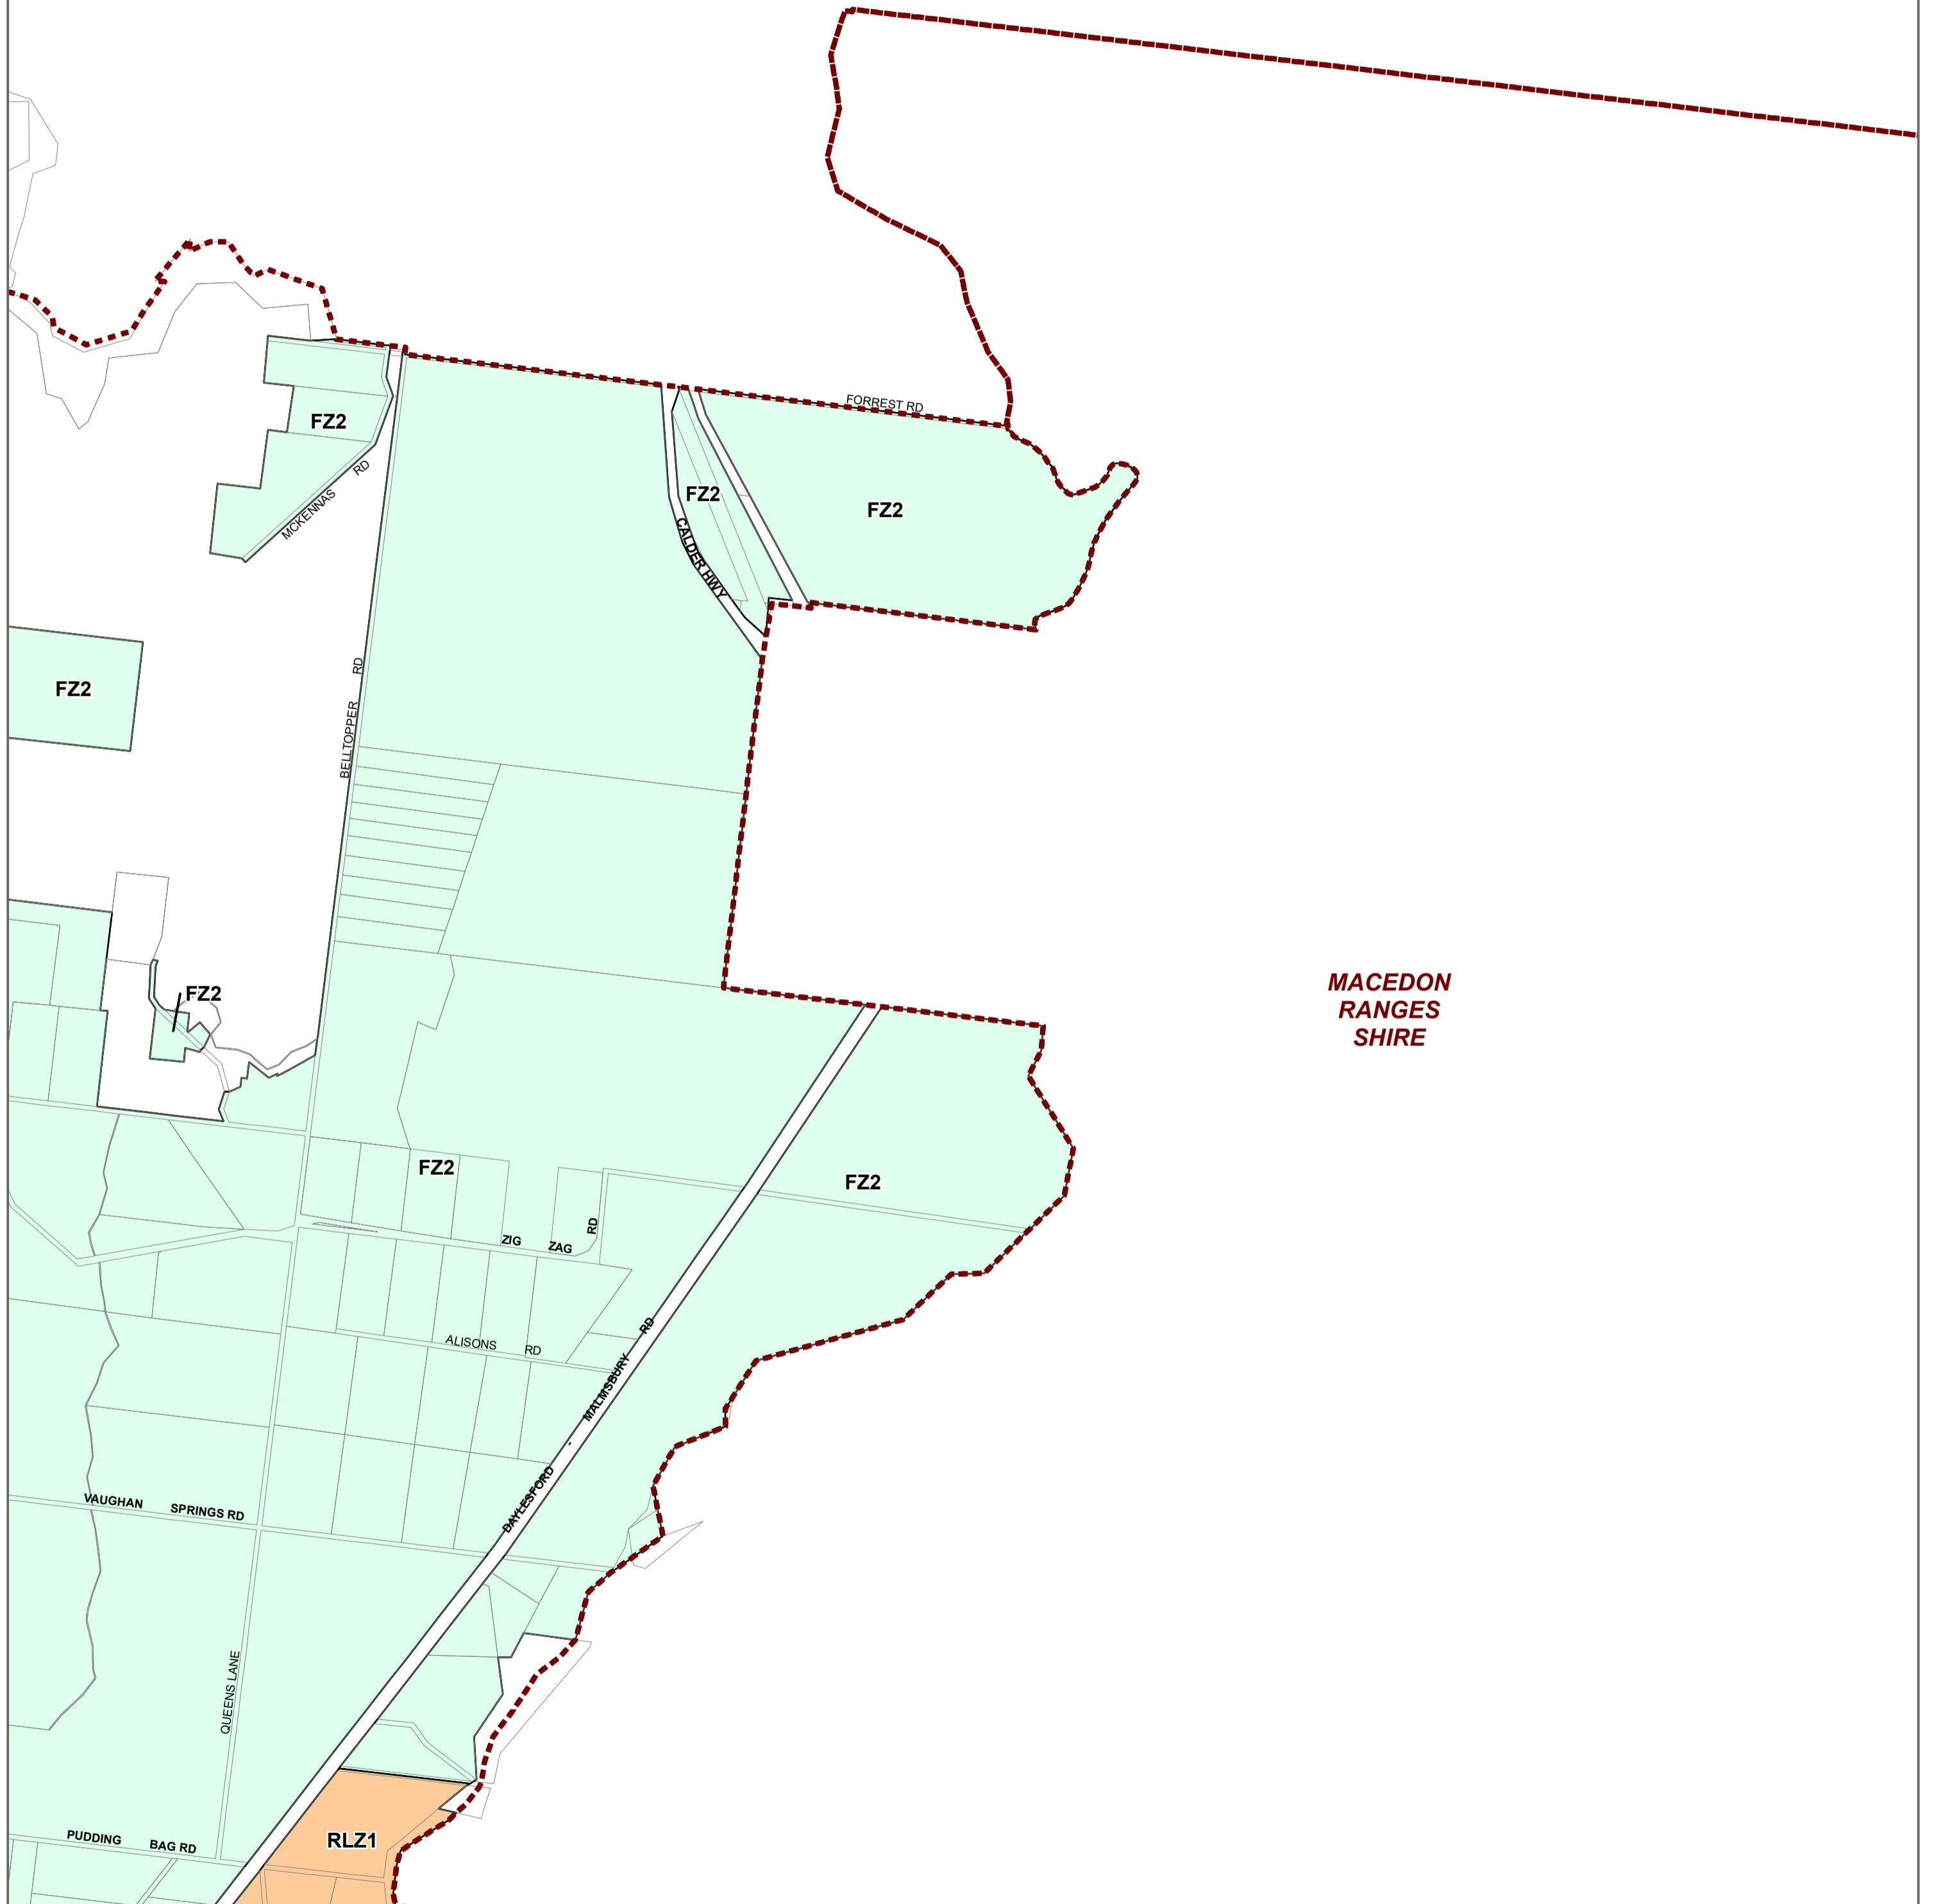 FORREST RD
FZ2
RD
MCKENNAS
FZ2
FZ2
CALDER HWY
RD
BELLTOPPER
FZ2
MACEDON
RANGES
SHIRE
FZ2
FZ2
FZ2
RD
ZIG ZAG
RD
ALISONS RD
MALMSBURY
-
DAYLESFORD
VAUGHAN SPRINGS RD
QUEENS LANE
RLZ1
PUDDING BAG RD